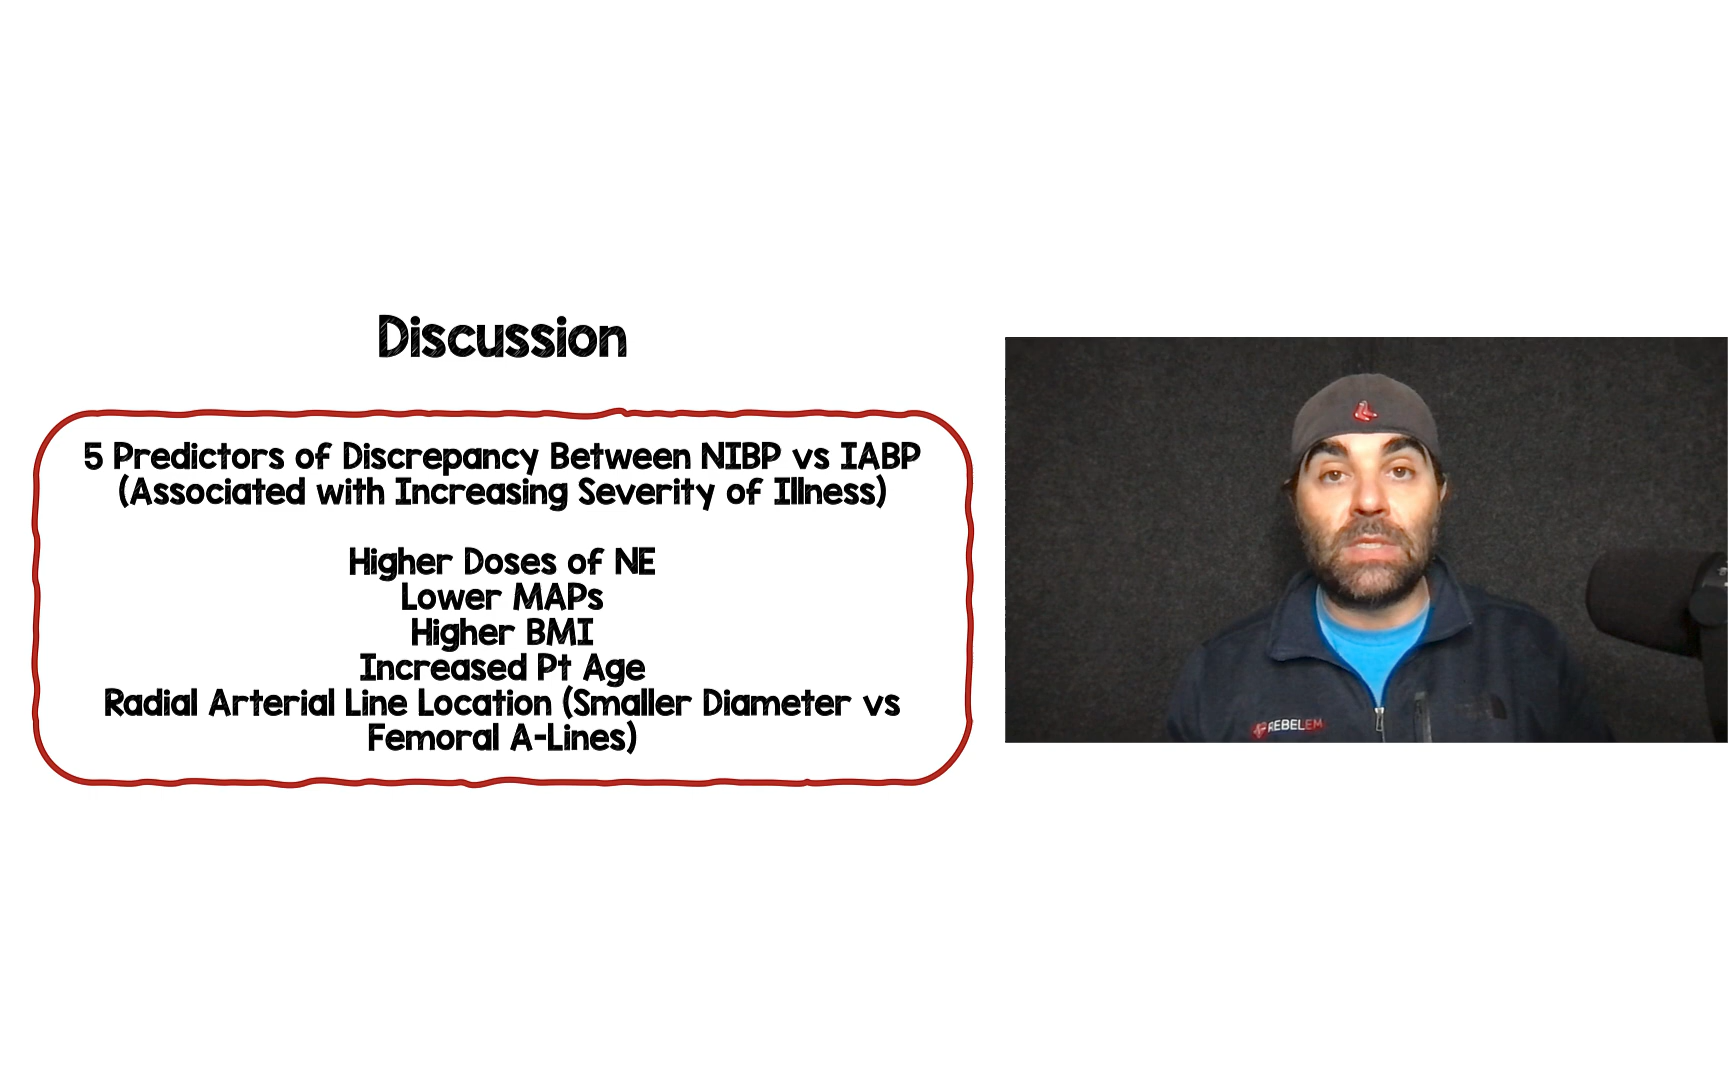 Discussion
5 Predictors of Discrepancy Between NIBP vs IABP
(Associated with Increasing Severity of Illness)
Higher Doses of NE
Lower MAPs
Higher BMI
Increased Pt Age
Radial Arterial Line Location (Smaller Diameter vs
Femoral A-Lines)
REBELEM